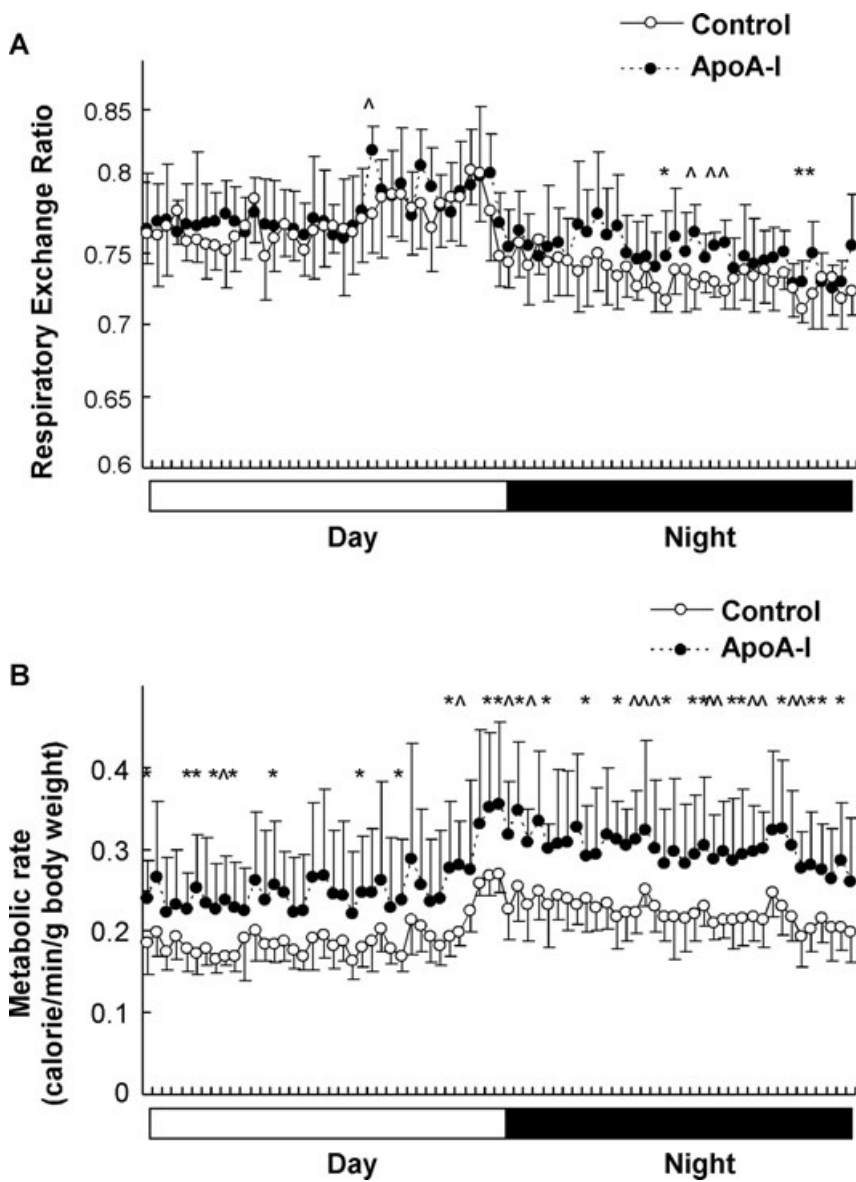 Control
ApoA-I
A
^
* ^ ^^ **
0.85
0.8
0.75
0.7
0.65
0.6
Respiratory Exchange Ratio
Day Night
Control
ApoA-I
B
*^ **^*^* * *^^^* **^^**^^ *^^** *
* ** *^* * * *
0.4
0.3
0.2
0.1
0
Metabolic rate
(calorie/min/g body weight)
Day Night